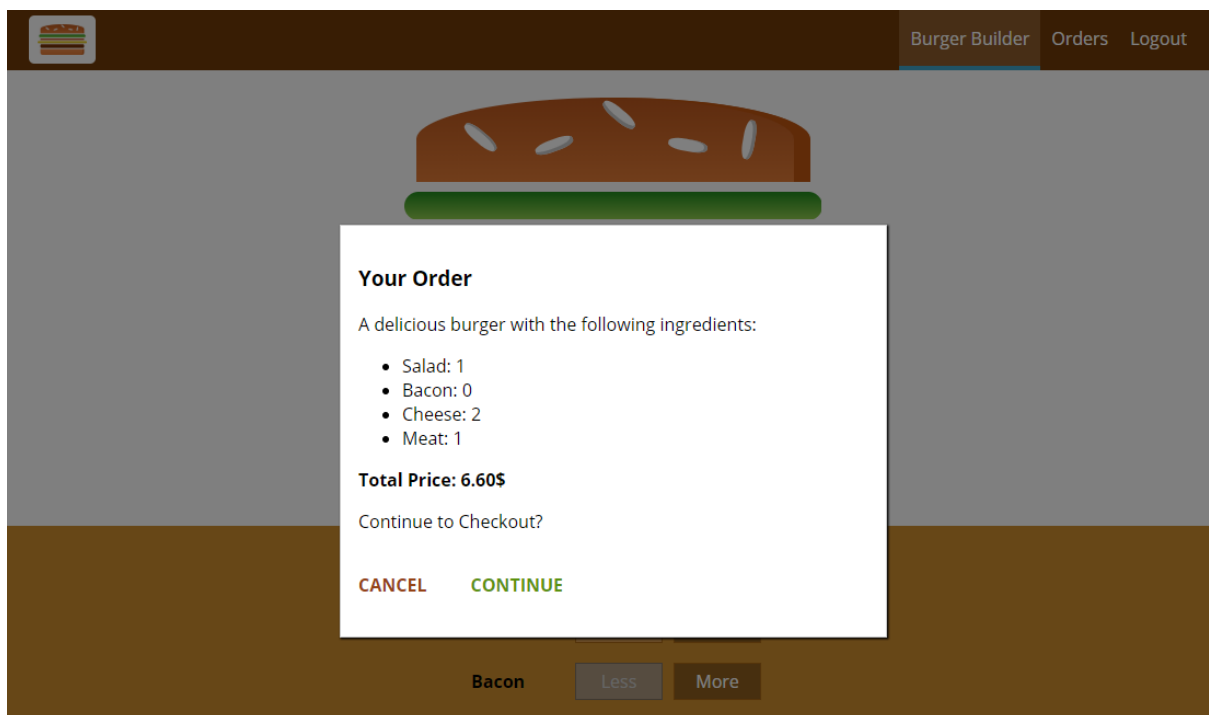 Burger Builder Orders Logout
Your Order
A delicious burger with the following ingredients:
Salad: 1
Bacon: 0
Cheese: 2
Meat: 1
Total Price: 6.60$
Continue to Checkout?
CANCEL CONTINUE
Bacon Less More